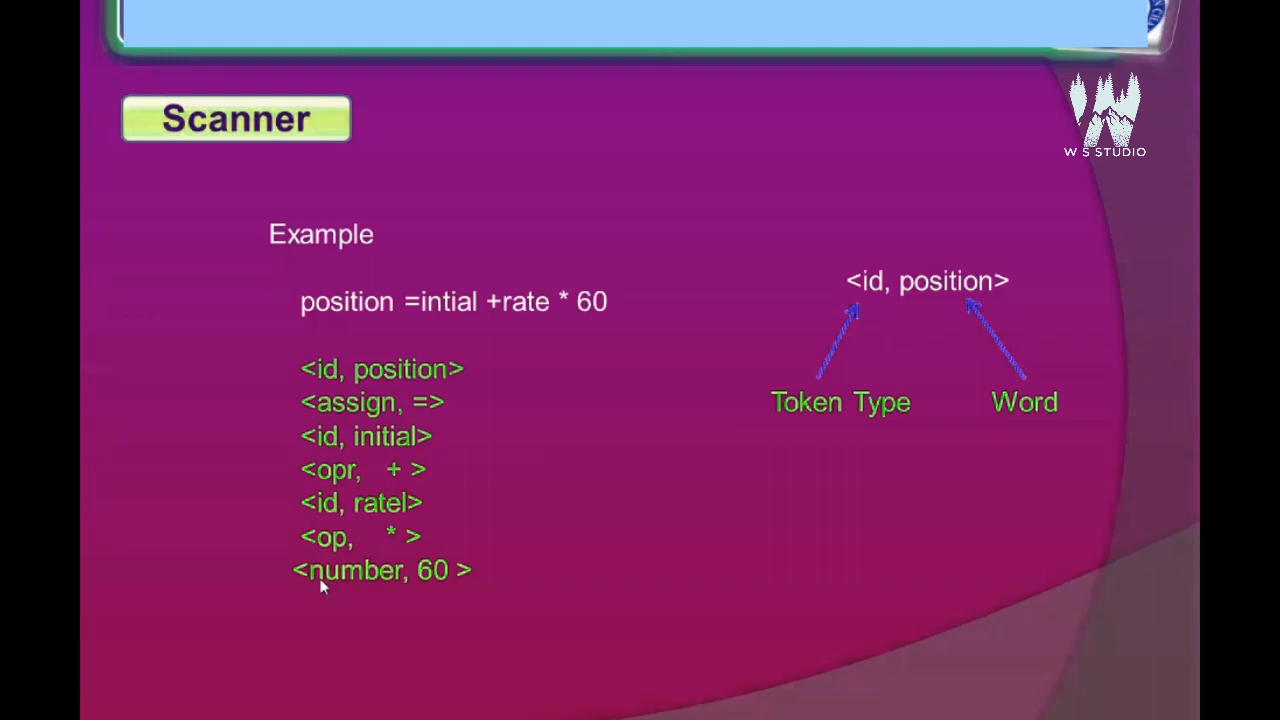 Scanner
W S STUDIO
Example
position =intial +rate * 60
<id, position>
<assign, =>
<id, initial>
<opr, + >
<id, ratel>
<op, * >
<number, 60 >
<id, position>
Token Type
Word